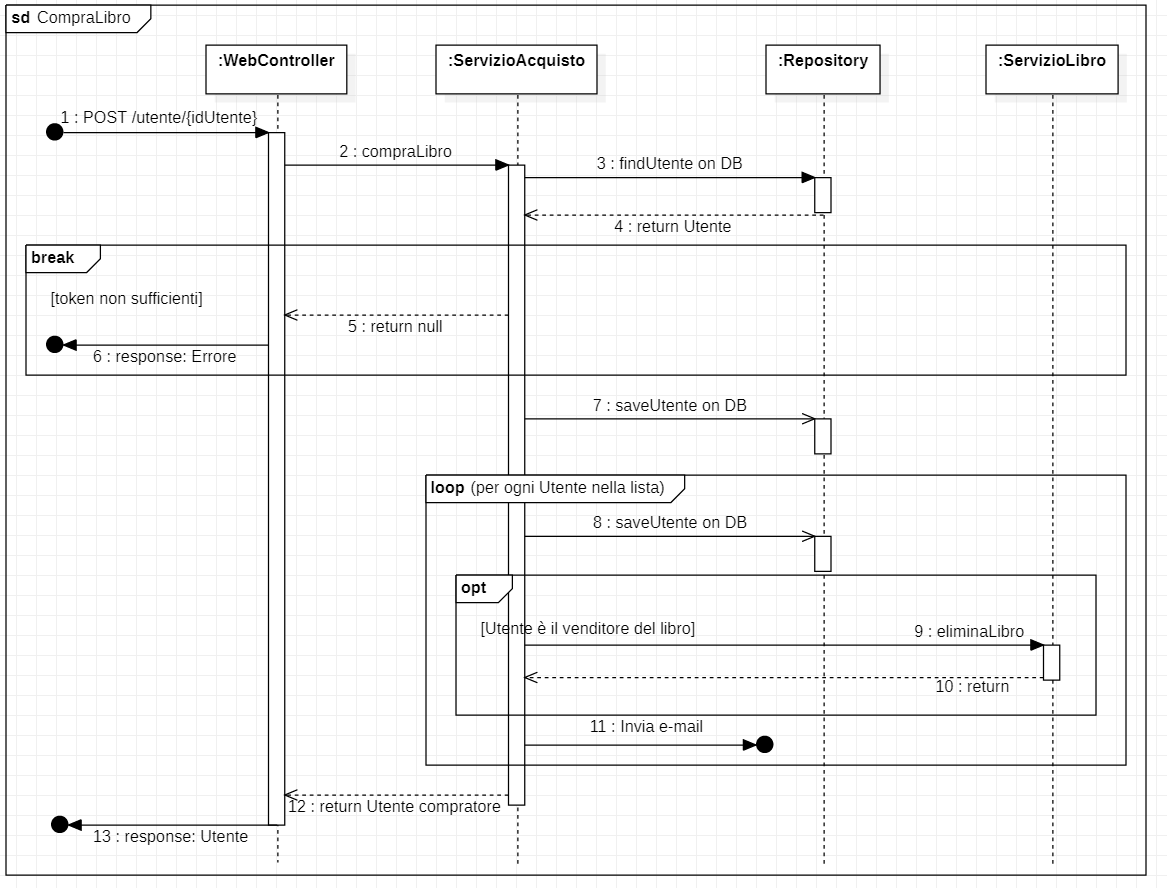 sd CompraLibro
:WebController
:ServizioAcquisto
:Repository
:ServizioLibro
1 : POST /utente/{idUtente}
2 : compraLibro
3 : findUtente on DB
4 : return Utente
break
[token non sufficienti]
5 : return null
6 : response: Errore
7 : saveUtente on DB
loop (per ogni Utente nella lista)
8 : saveUtente on DB
opt
[Utente è il venditore del libro]
9 : eliminaLibro
10 : return
11 : Invia e-mail
12 : return Utente compratore
13 : response: Utente